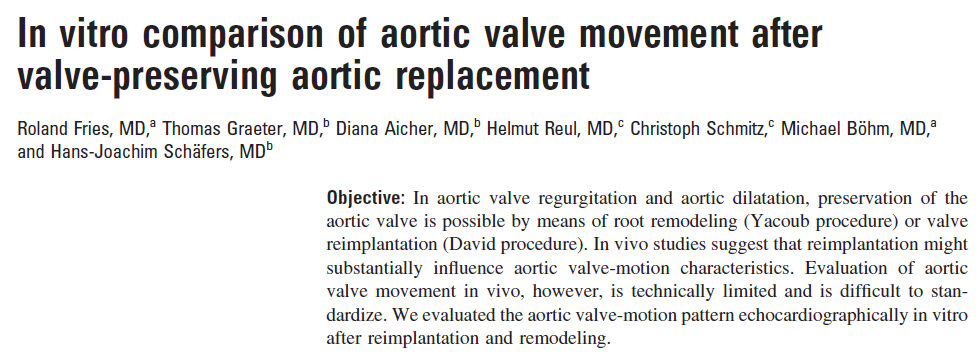 In vitro comparison of aortic valve movement after
valve-preserving aortic replacement
Roland Fries, MD,ᵃ Thomas Graeter, MD,ᵇ Diana Aicher, MD,ᵇ Helmut Reul, MD,ᶜ Christoph Schmitz,ᶜ Michael Böhm, MD,ᵃ
and Hans-Joachim Schäfers, MDᵇ
Objective: In aortic valve regurgitation and aortic dilatation, preservation of the
aortic valve is possible by means of root remodeling (Yacoub procedure) or valve
reimplantation (David procedure). In vivo studies suggest that reimplantation might
substantially influence aortic valve-motion characteristics. Evaluation of aortic
valve movement in vivo, however, is technically limited and is difficult to stan-
dardize. We evaluated the aortic valve-motion pattern echocardiographically in vitro
after reimplantation and remodeling.